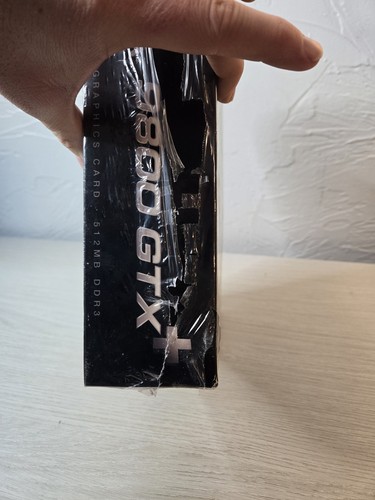 9800 GTX+
GRAPHICS CARD - 512MB DDR3